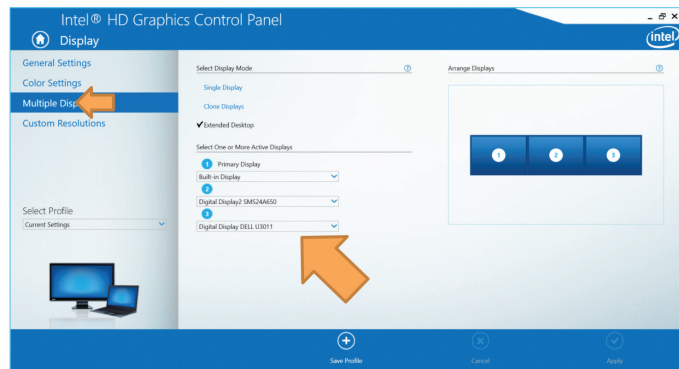 Intel® HD Graphics Control Panel
Display
intel
General Settings
Color Settings
Multiple Disp
Custom Resolutions
Select Profile
Current Settings
Select Display Mode
Single Display
Clone Displays
Extended Desktop
Select One or More Active Displays
1 Primary Display
Built-in Display
2
Digital Display2 SMS24A650
3
Digital Display DELL U3011
Arrange Displays
1 2 3
Save Profile
Cancel
Apply